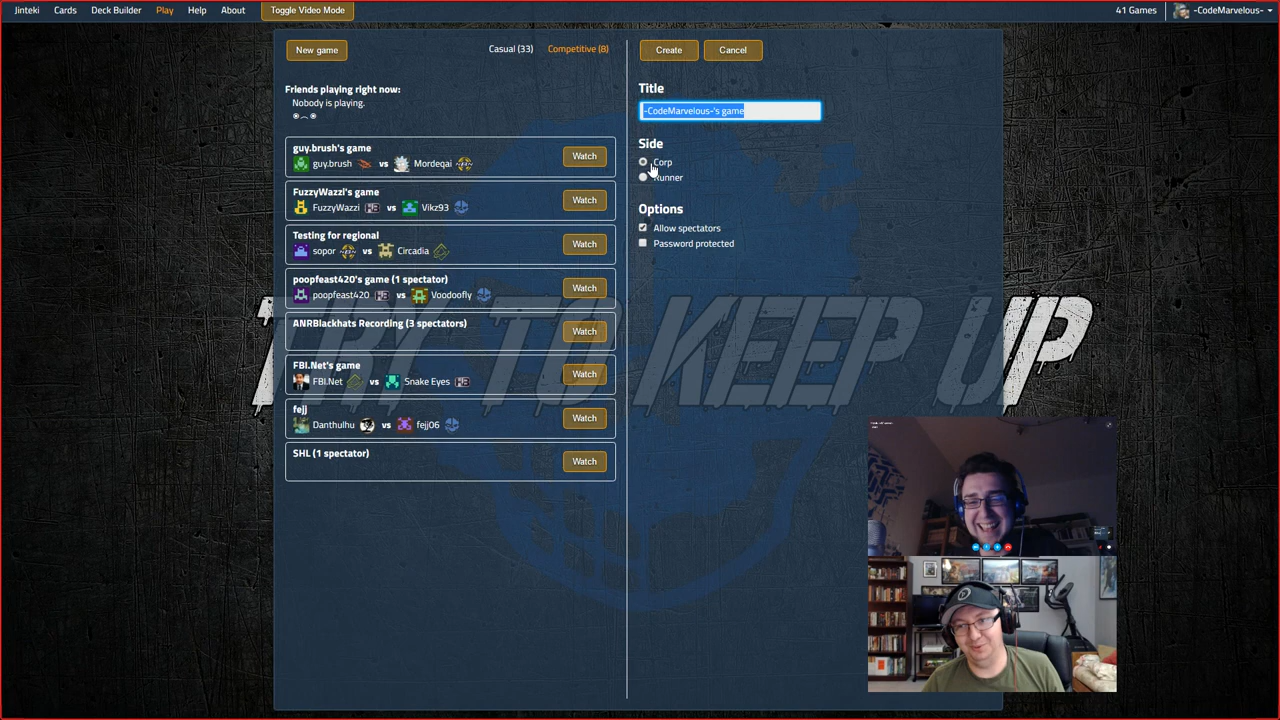 Jinteki Cards Deck Builder Play Help About Toggle Video Mode 41 Games -CodeMarvelous-
New game Casual (33) Competitive (8)
Friends playing right now:
Nobody is playing.
guy.brush's game
guy.brush vs Mordeqai
Watch
FuzzyWazzi's game
FuzzyWazzi vs Vikz93
Watch
Testing for regional
sopor vs Circadia
Watch
poopfeast420's game (1 spectator)
poopfeast420 vs Voodoofly
Watch
ANRBlackhats Recording (3 spectators)
Watch
FBI.Net's game
FBI.Net vs Snake Eyes
Watch
fejj
Danthulhu vs fejj06
Watch
SHL (1 spectator)
Watch
Create Cancel
Title
-CodeMarvelous-'s game
Side
Corp
Runner
Options
Allow spectators
Password protected
TRY TO KEEP UP